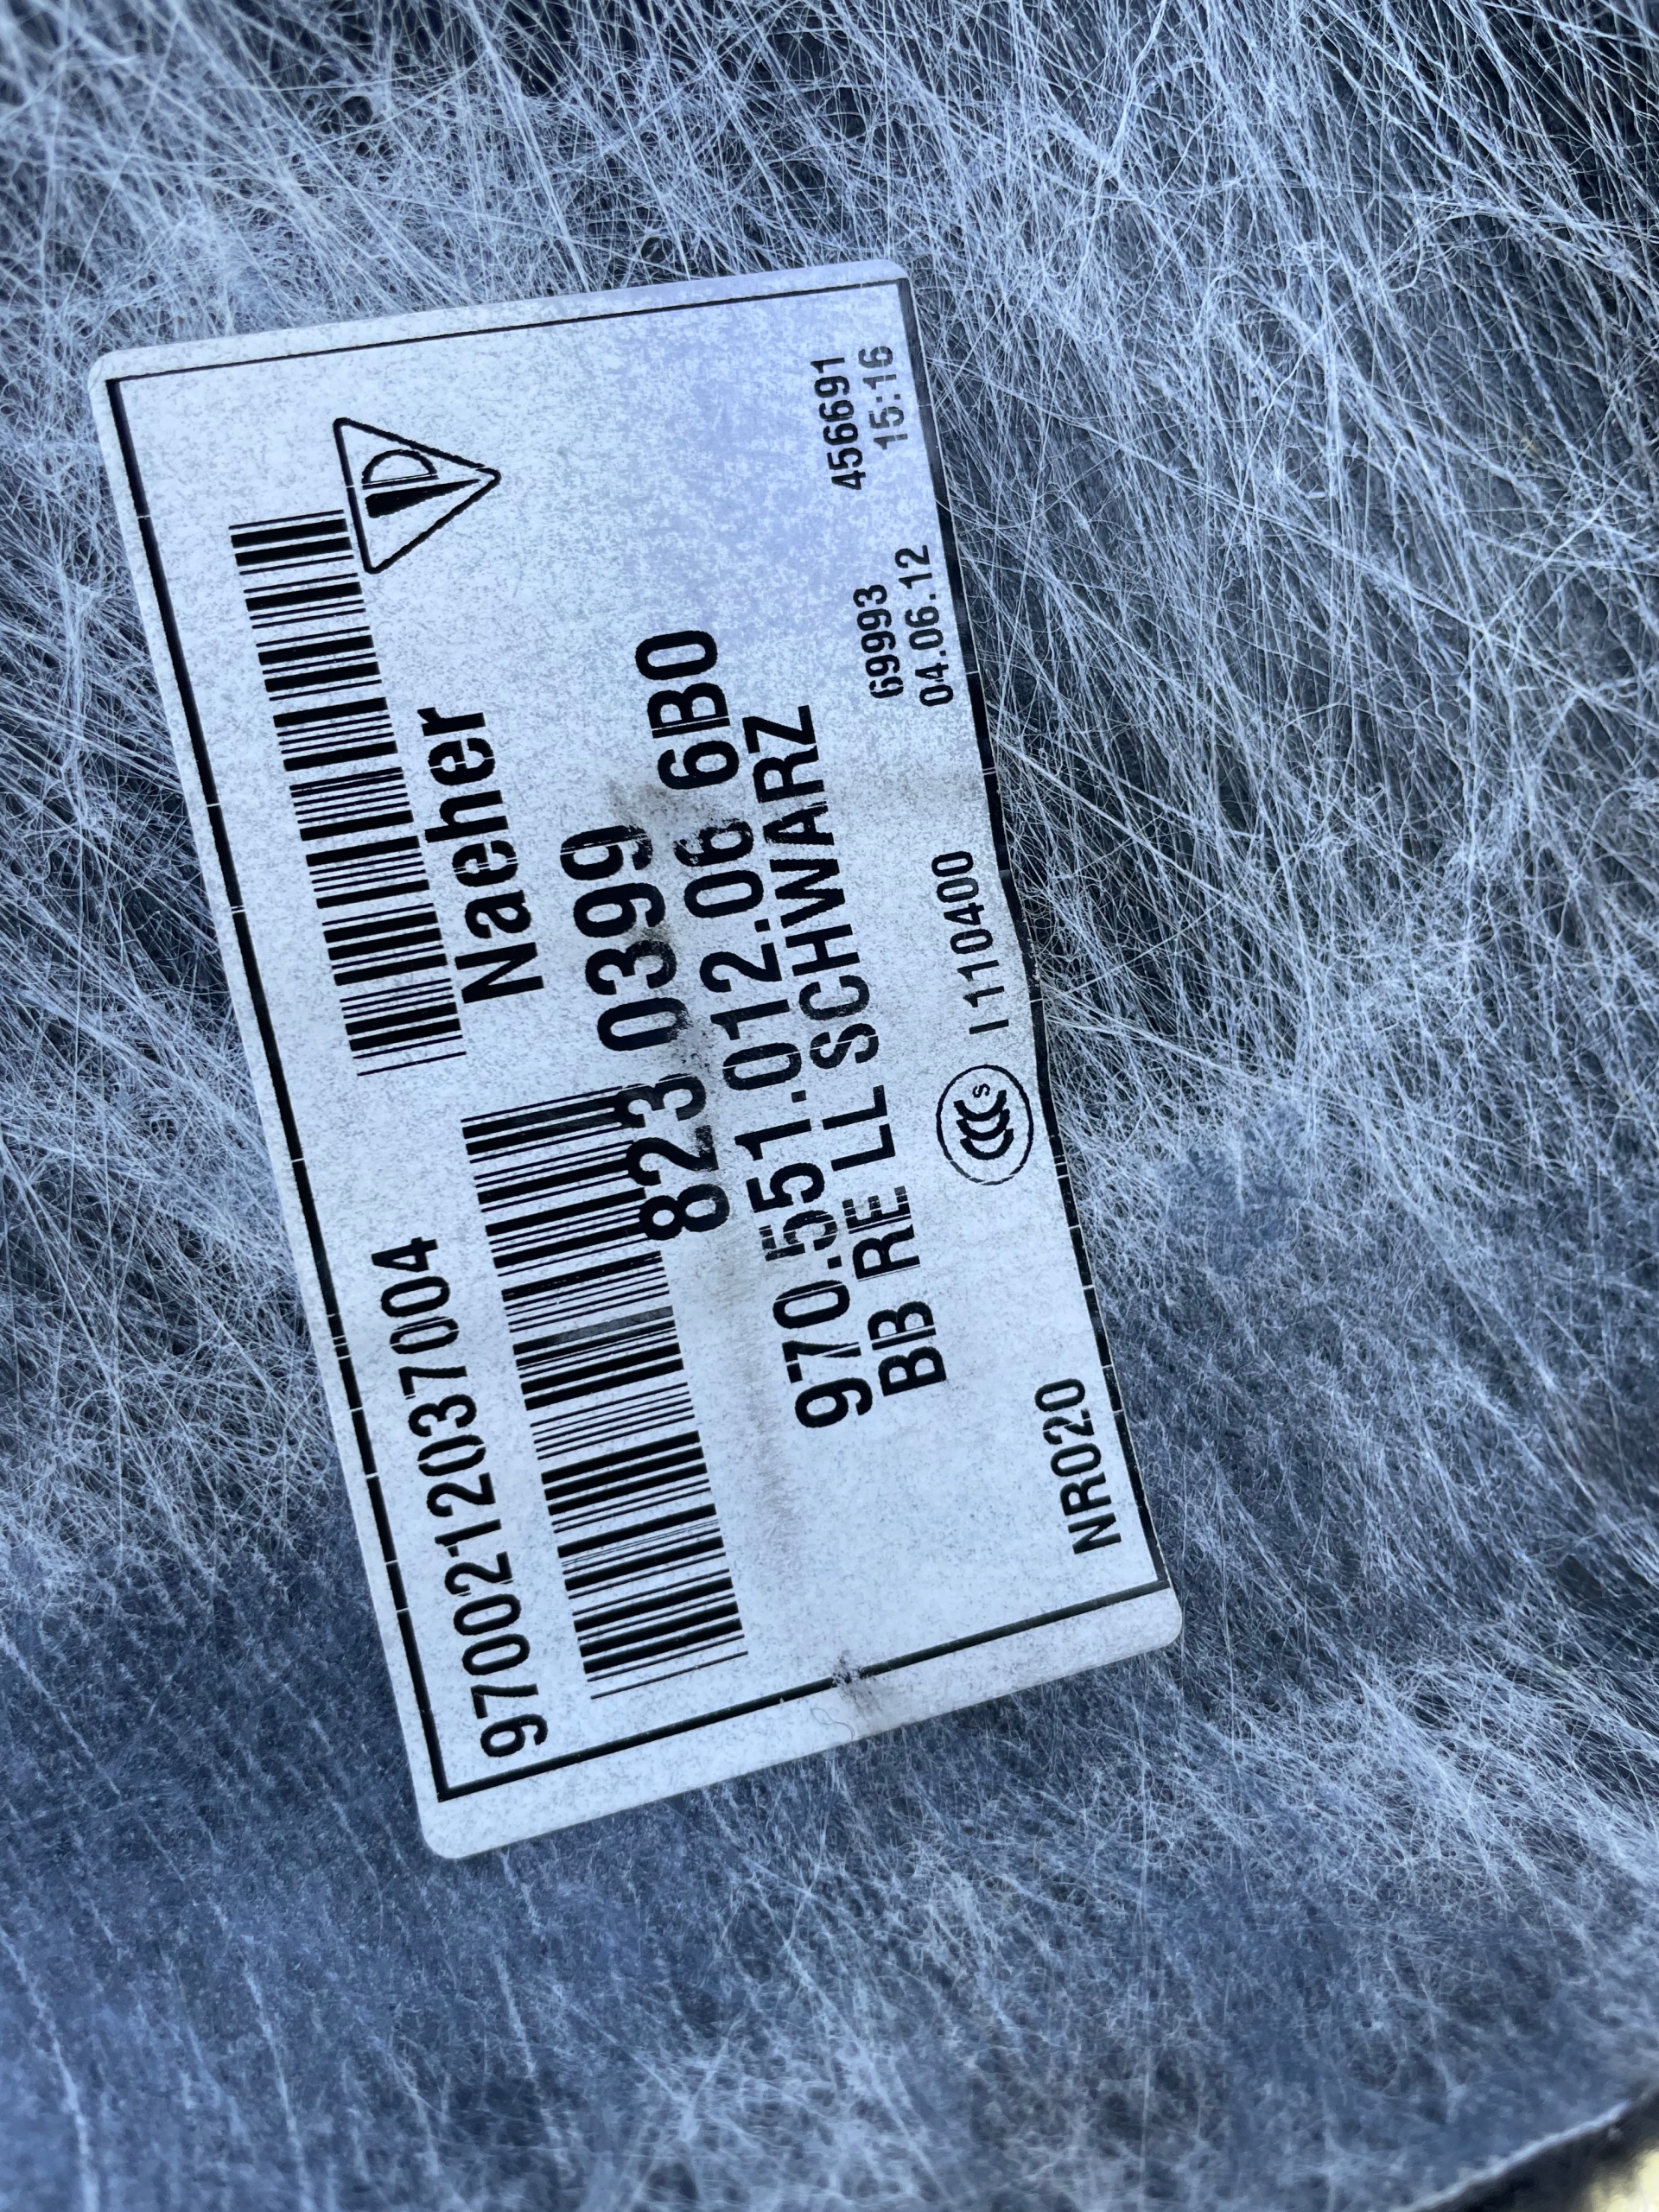 9700212037004
Naeher
823 0399
970.551.012.06 6B0
BB RE LL SCHWARZ
I110400
69993
456691
NR020
04.06.12
15:16